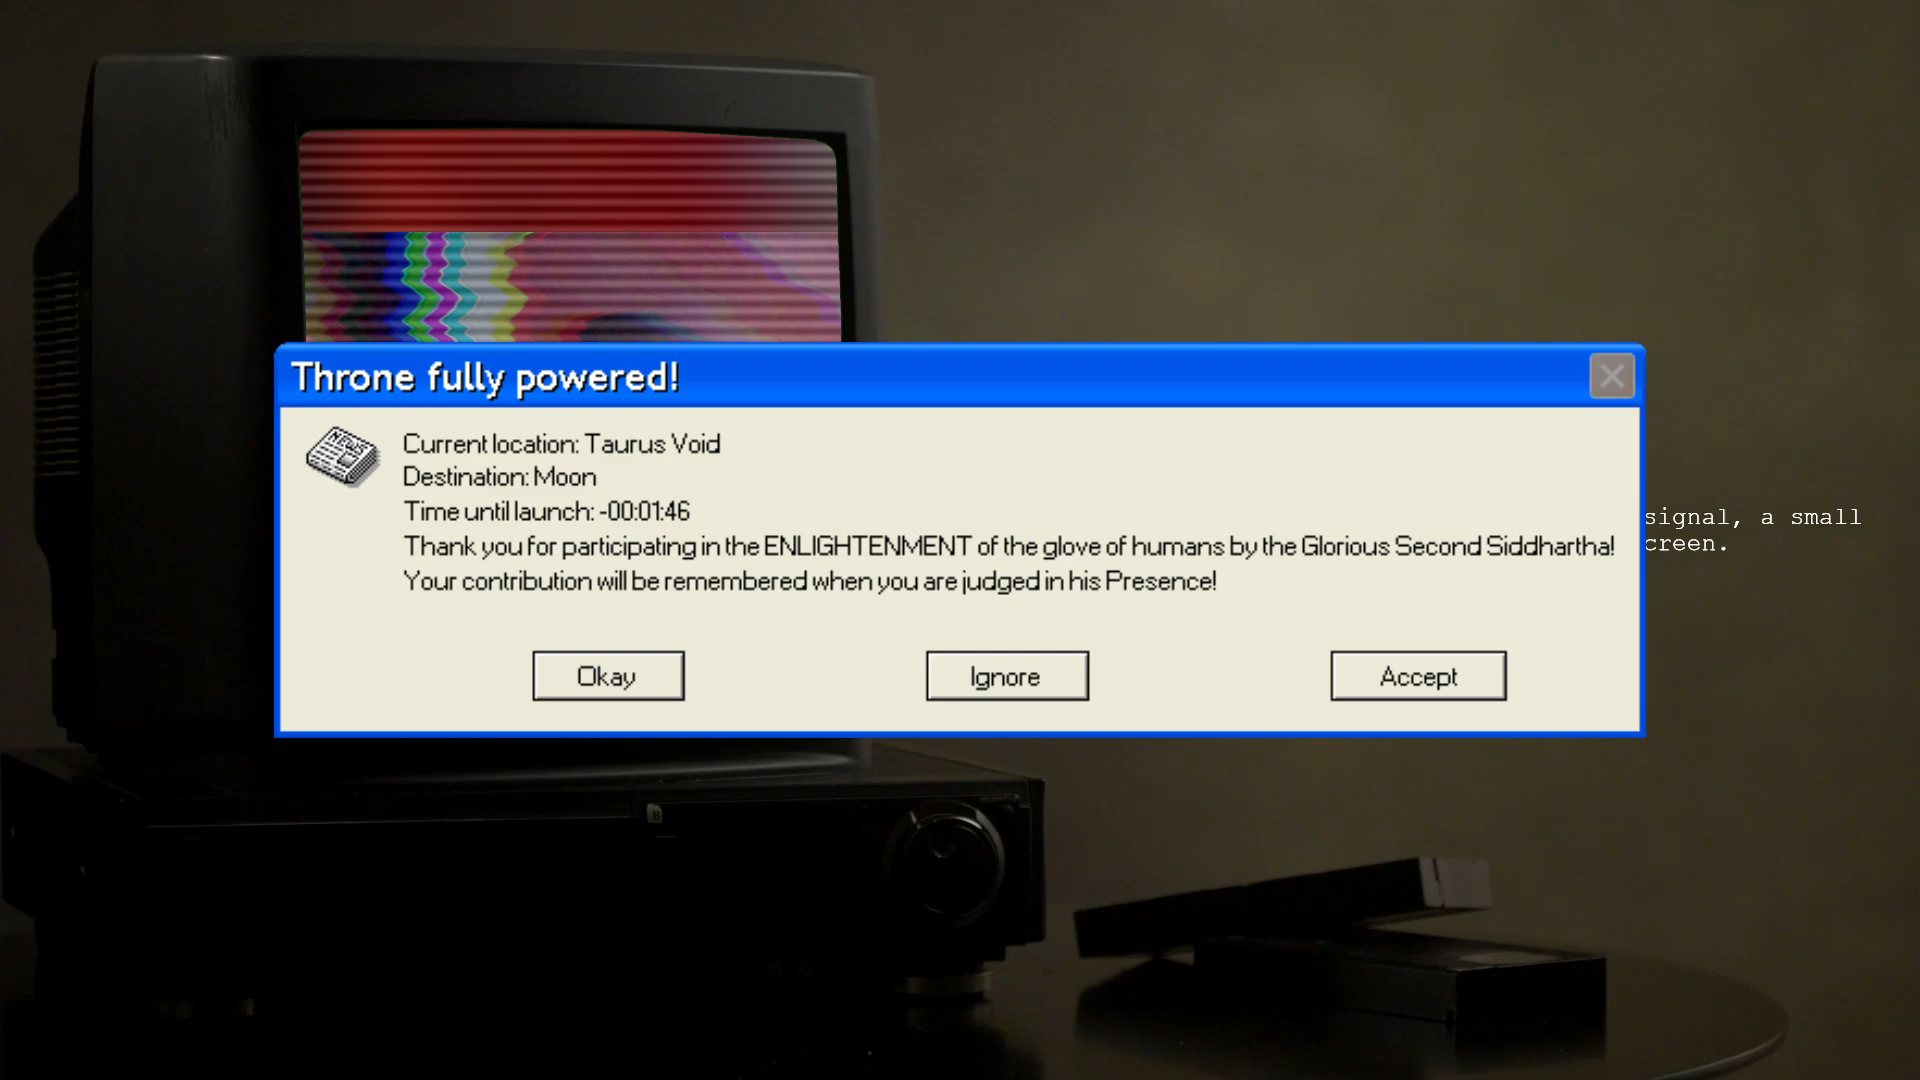 Throne fully powered!
NEWS
Current location: Taurus Void
Destination: Moon
Time until launch: -00:01:46
signal, a small
Thank you for participating in the ENLIGHTENMENT of the glove of humans by the Glorious Second Siddhartha!
creen.
Your contribution will be remembered when you are judged in his Presence!
Okay
Ignore
Accept